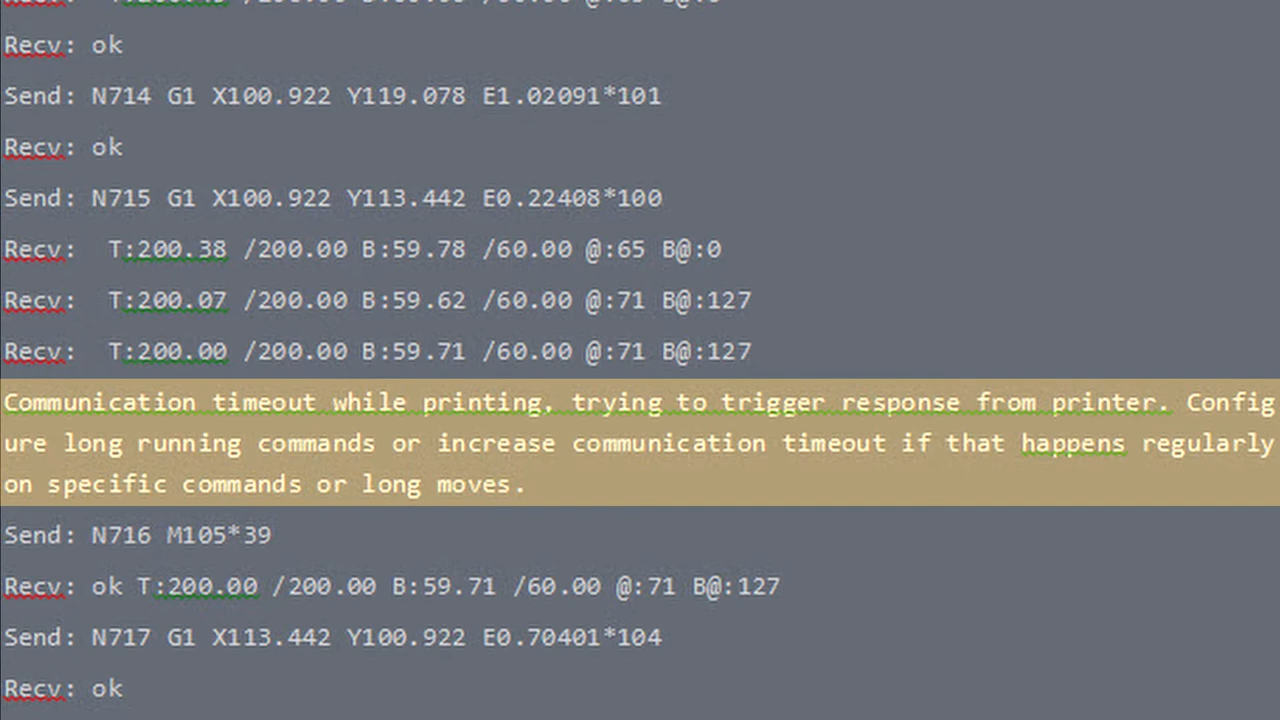 Recv: ok
Send: N714 G1 X100.922 Y119.078 E1.02091*101
Recv: ok
Send: N715 G1 X100.922 Y113.442 E0.22408*100
Recv:  T:200.38 /200.00 B:59.78 /60.00 @:65 B@:0
Recv:  T:200.07 /200.00 B:59.62 /60.00 @:71 B@:127
Recv:  T:200.00 /200.00 B:59.71 /60.00 @:71 B@:127
Communication timeout while printing, trying to trigger response from printer. Config
ure long running commands or increase communication timeout if that happens regularly
on specific commands or long moves.
Send: N716 M105*39
Recv: ok T:200.00 /200.00 B:59.71 /60.00 @:71 B@:127
Send: N717 G1 X113.442 Y100.922 E0.70401*104
Recv: ok